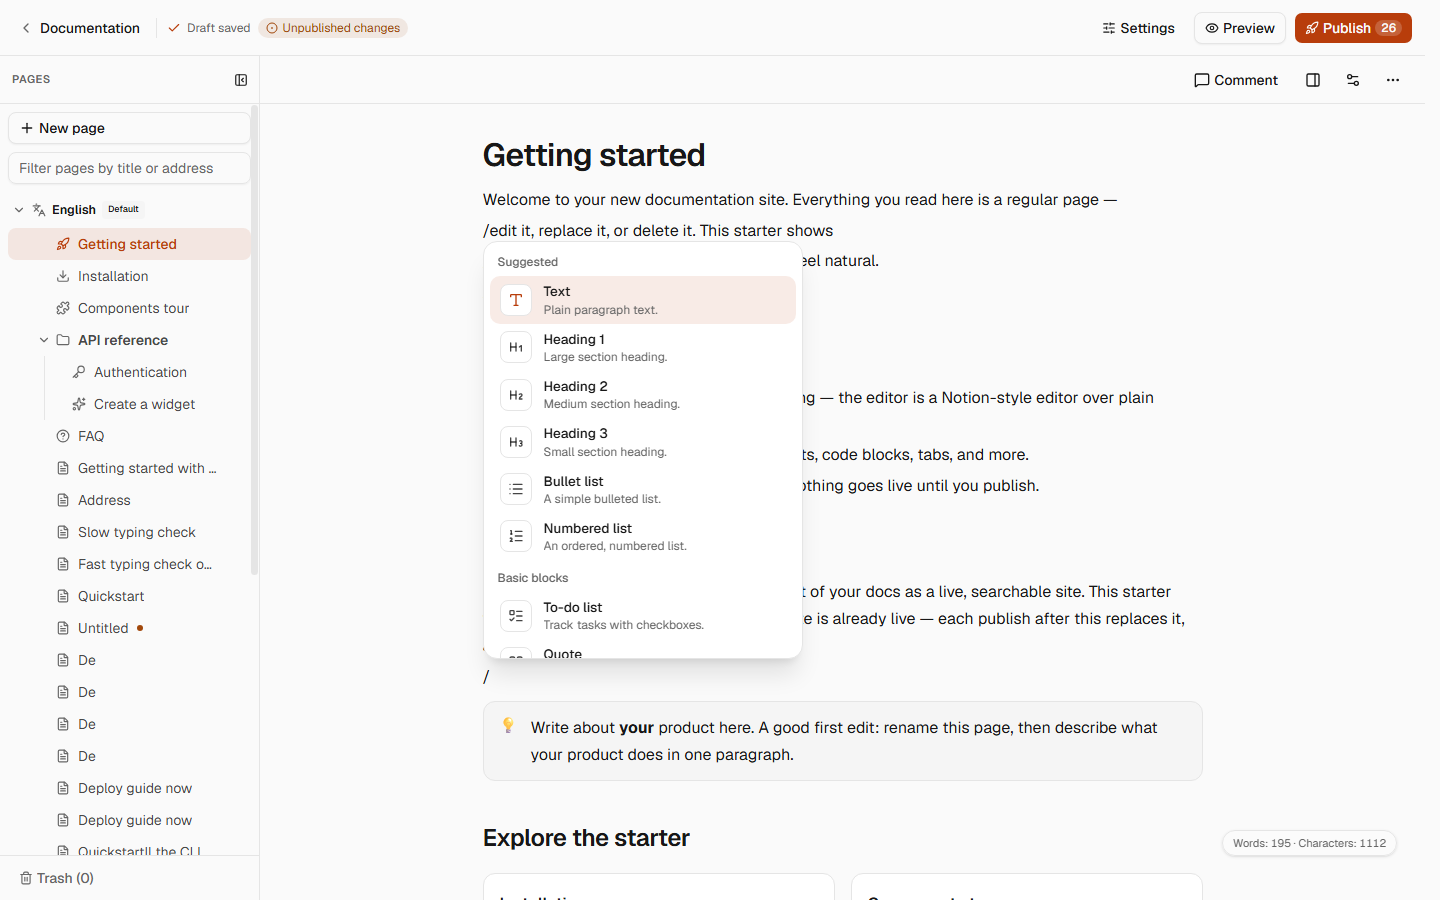 Documentation
Draft saved
Unpublished changes
Settings
Preview
Publish 26
PAGES
Comment
New page
Filter pages by title or address
English Default
Getting started
Installation
Components tour
API reference
Authentication
Create a widget
FAQ
Getting started with ...
Address
Slow typing check
Fast typing check o...
Quickstart
Untitled
De
De
De
De
Deploy guide now
Deploy guide now
Quickstartll the CLI
Trash (0)
Getting started
Welcome to your new documentation site. Everything you read here is a regular page —
/edit it, replace it, or delete it. This starter shows
eel natural.
Suggested
Text
Plain paragraph text.
Heading 1
Large section heading.
Heading 2
Medium section heading.
Heading 3
Small section heading.
Bullet list
A simple bulleted list.
Numbered list
An ordered, numbered list.
Basic blocks
To-do list
Track tasks with checkboxes.
Quote
ng — the editor is a Notion-style editor over plain
ts, code blocks, tabs, and more.
othing goes live until you publish.
t of your docs as a live, searchable site. This starter
e is already live — each publish after this replaces it,
/
Write about your product here. A good first edit: rename this page, then describe what
your product does in one paragraph.
Explore the starter
Words: 195 · Characters: 1112